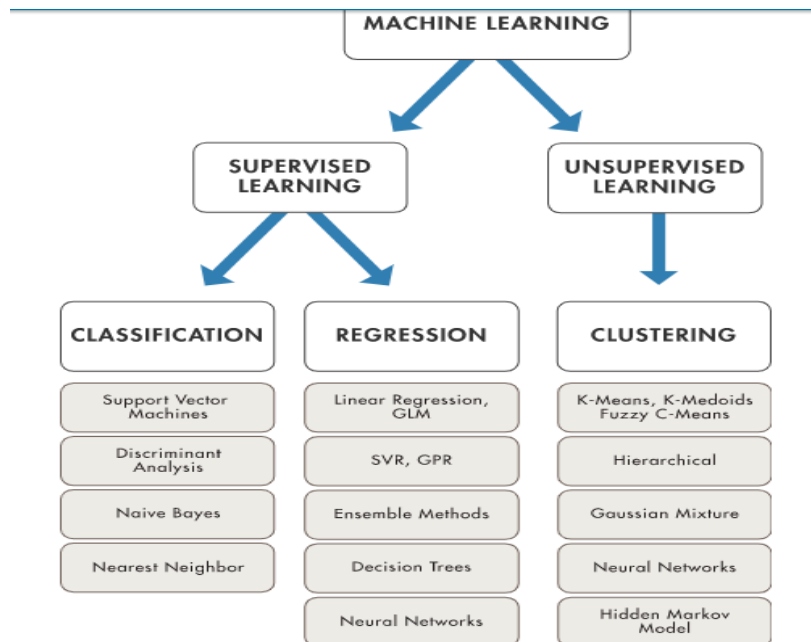 MACHINE LEARNING
SUPERVISED
LEARNING
UNSUPERVISED
LEARNING
CLASSIFICATION
REGRESSION
CLUSTERING
Support Vector
Machines
Discriminant
Analysis
Naive Bayes
Nearest Neighbor
Linear Regression,
GLM
SVR, GPR
Ensemble Methods
Decision Trees
Neural Networks
K-Means, K-Medoids
Fuzzy C-Means
Hierarchical
Gaussian Mixture
Neural Networks
Hidden Markov
Model